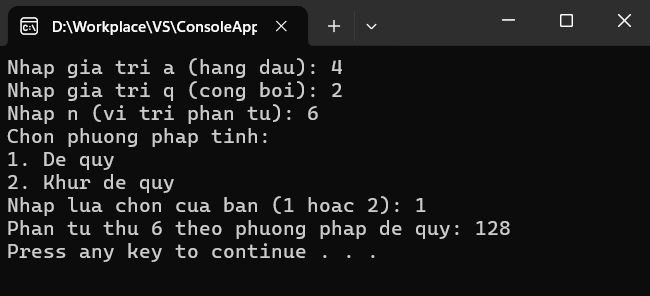 D:\Workplace\VS\ConsoleApp
Nhap gia tri a (hang dau): 4
Nhap gia tri q (cong boi): 2
Nhap n (vi tri phan tu): 6
Chon phuong phap tinh:
1. De quy
2. Khur de quy
Nhap lua chon cua ban (1 hoac 2): 1
Phan tu thu 6 theo phuong phap de quy: 128
Press any key to continue . . .